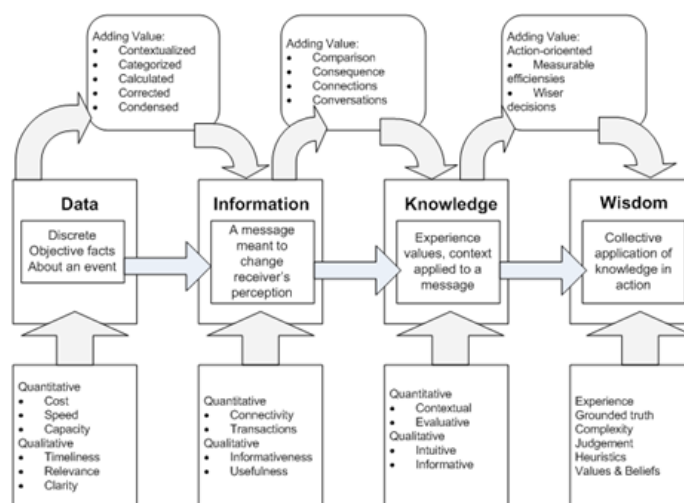 Adding Value:
• Contextualized
• Categorized
• Calculated
• Corrected
• Condensed
Adding Value:
• Comparison
• Consequence
• Connections
• Conversations
Adding Value:
Action-orioented
• Measurable
efficiensies
• Wiser
decisions
Data
Discrete
Objective facts
About an event
Information
A message
meant to
change
receiver's
perception
Knowledge
Experience
values, context
applied to a
message
Wisdom
Collective
application of
knowledge in
action
Quantitative
• Cost
• Speed
• Capacity
Qualitative
• Timeliness
• Relevance
• Clarity
Quantitative
• Connectivity
• Transactions
Qualitative
• Informativeness
• Usefulness
Quantitative
• Contextual
• Evaluative
Qualitative
• Intuitive
• Informative
Experience
Grounded truth
Complexity
Judgement
Heuristics
Values & Beliefs